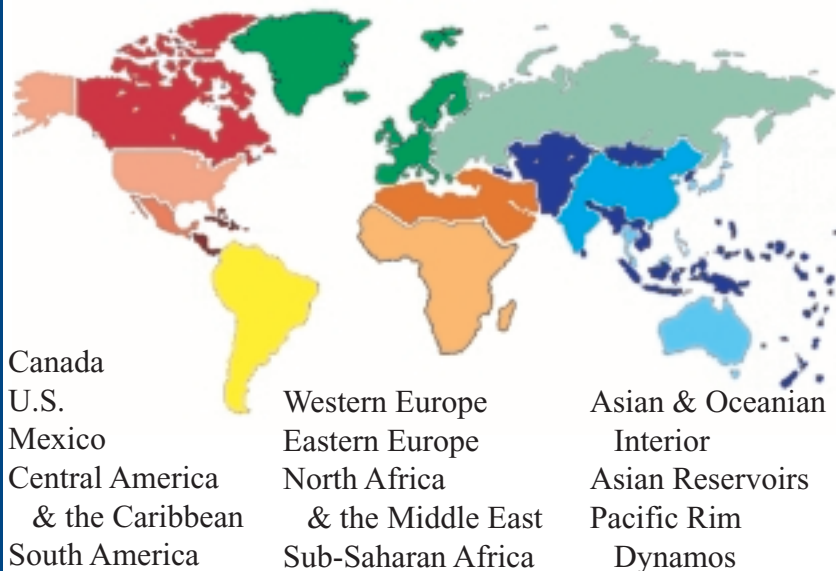 Canada
U.S.
Mexico
Central America
& the Caribbean
South America
Western Europe
Eastern Europe
North Africa
& the Middle East
Sub-Saharan Africa
Asian & Oceanian
Interior
Asian Reservoirs
Pacific Rim
Dynamos